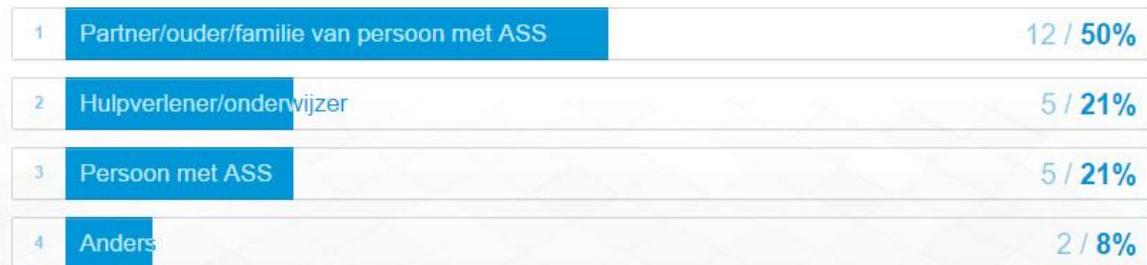 1 Partner/ouder/familie van persoon met ASS 12 / 50%
2 Hulpverlener/onderwijzer 5 / 21%
3 Persoon met ASS 5 / 21%
4 Anders 2 / 8%